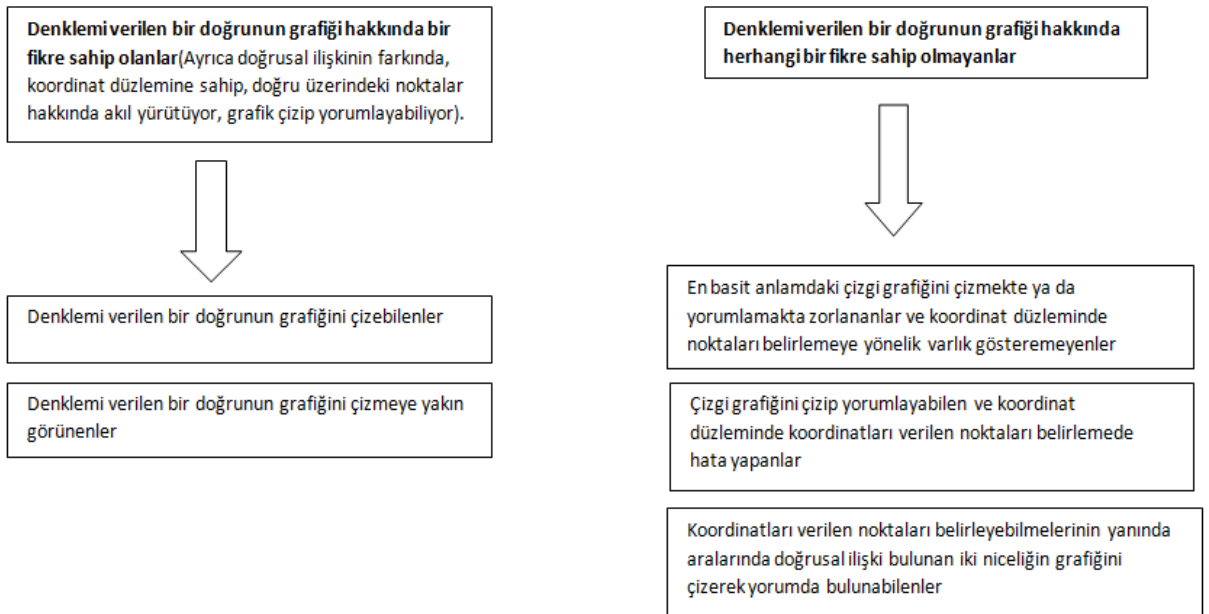 Denklemi verilen bir doğrunun grafiği hakkında bir
fikre sahip olanlar(Ayrıca doğrusal ilişkinin farkında,
koordinat düzlemine sahip, doğru üzerindeki noktalar
hakkında akıl yürütüyor, grafik çizip yorumlayabiliyor).
Denklemi verilen bir doğrunun grafiğini çizebilenler
Denklemi verilen bir doğrunun grafiğini çizmeye yakın
görünenler
Denklemi verilen bir doğrunun grafiği hakkında
herhangi bir fikre sahip olmayanlar
En basit anlamdaki çizgi grafiğini çizmekte ya da
yorumlamakta zorlananlar ve koordinat düzleminde
noktaları belirlemeye yönelik varlık gösteremeyenler
Çizgi grafiğini çizip yorumlayabilen ve koordinat
düzleminde koordinatları verilen noktaları belirlemede
hata yapanlar
Koordinatları verilen noktaları belirleyebilmelerinin yanında
aralarında doğrusal ilişki bulunan iki niceliğin grafiğini
çizerek yorumda bulunabilenler